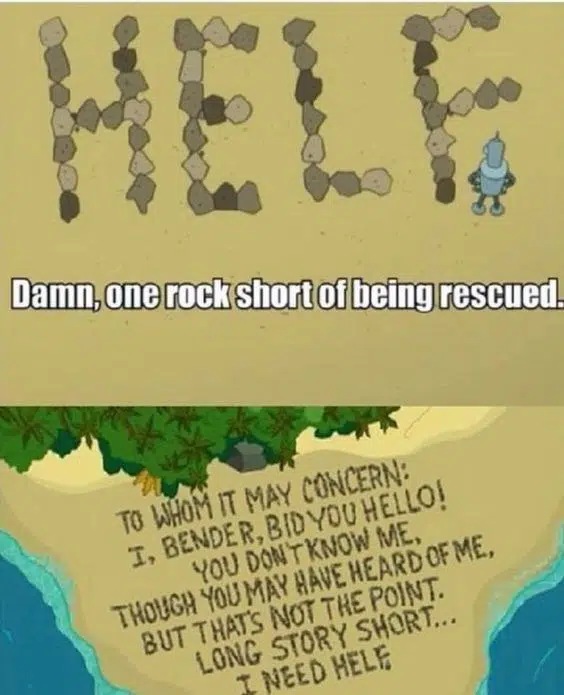 HELF
Damn, one rock short of being rescued.
TO WHOM IT MAY CONCERN:
I, BENDER, BID YOU HELLO!
YOU DON'T KNOW ME,
THOUGH YOU MAY HAVE HEARD OF ME,
BUT THAT'S NOT THE POINT.
LONG STORY SHORT...
I NEED HELF